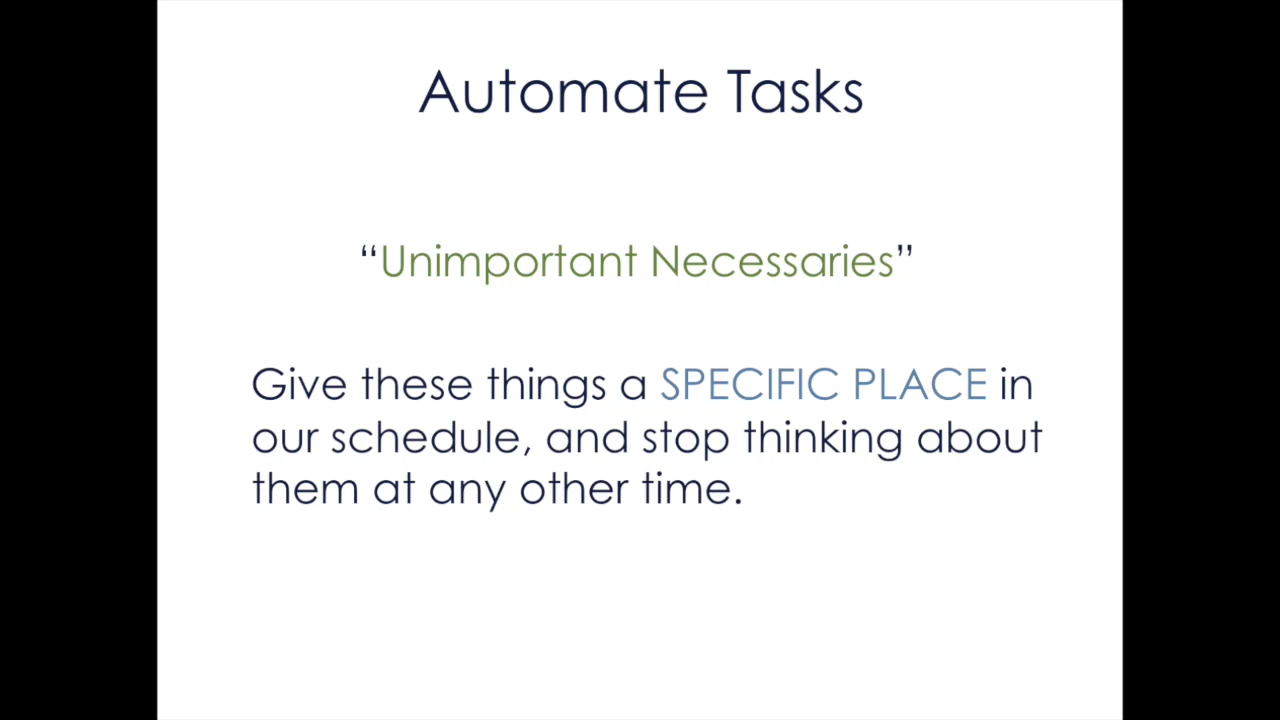 Automate Tasks
“Unimportant Necessaries”
Give these things a SPECIFIC PLACE in
our schedule, and stop thinking about
them at any other time.